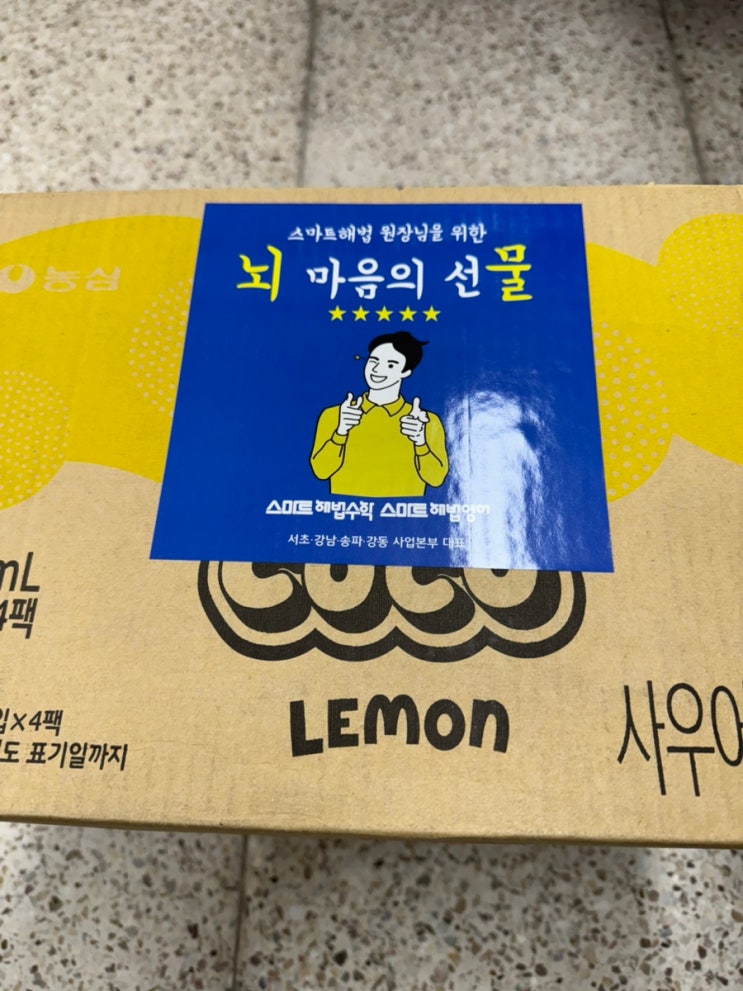 농심
스마트해법 원장님을 위한
뇌 마음의 선물
스마트해법수학 스마트해법영어
서초·강남·송파·강동 사업본부 대표
mL
4팩
입×4팩
도 표기일까지
COCO
LEMON
사우어